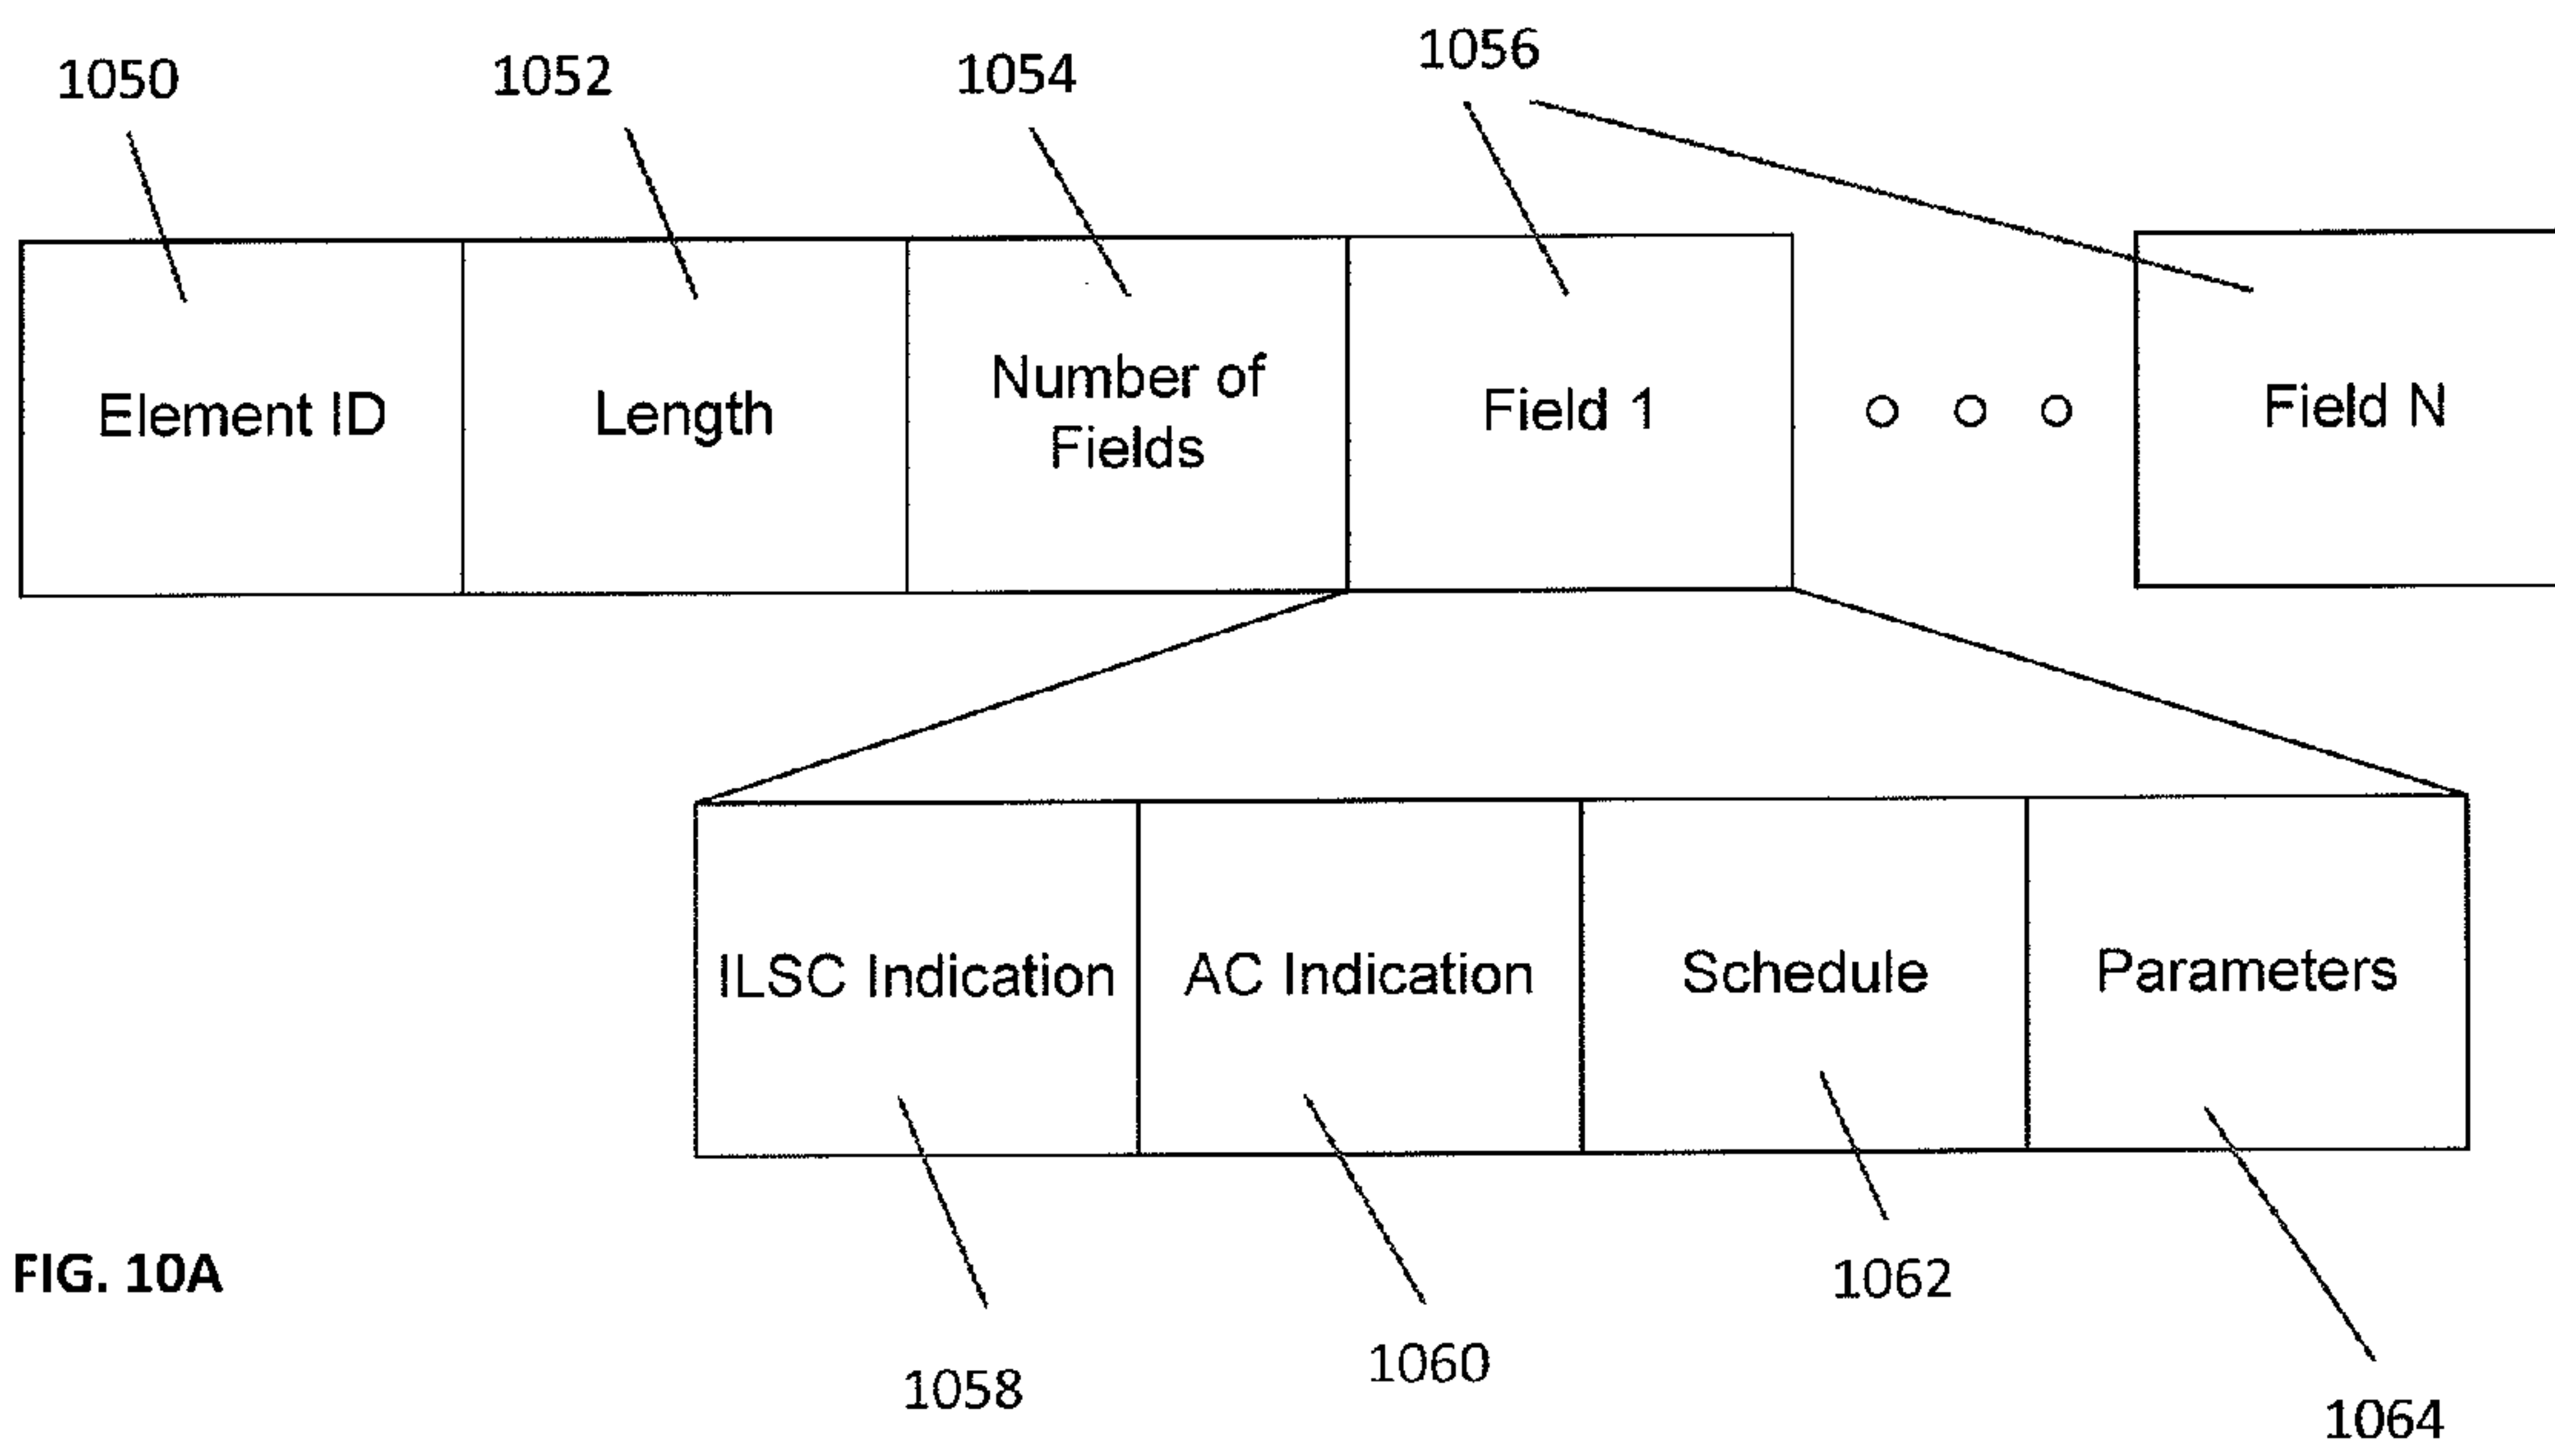 1050
1052
1054
1056
Element ID
Length
Number of
Fields
Field 1
Field N
ILSC Indication
AC Indication
Schedule
Parameters
FIG. 10A
1058
1060
1062
1064